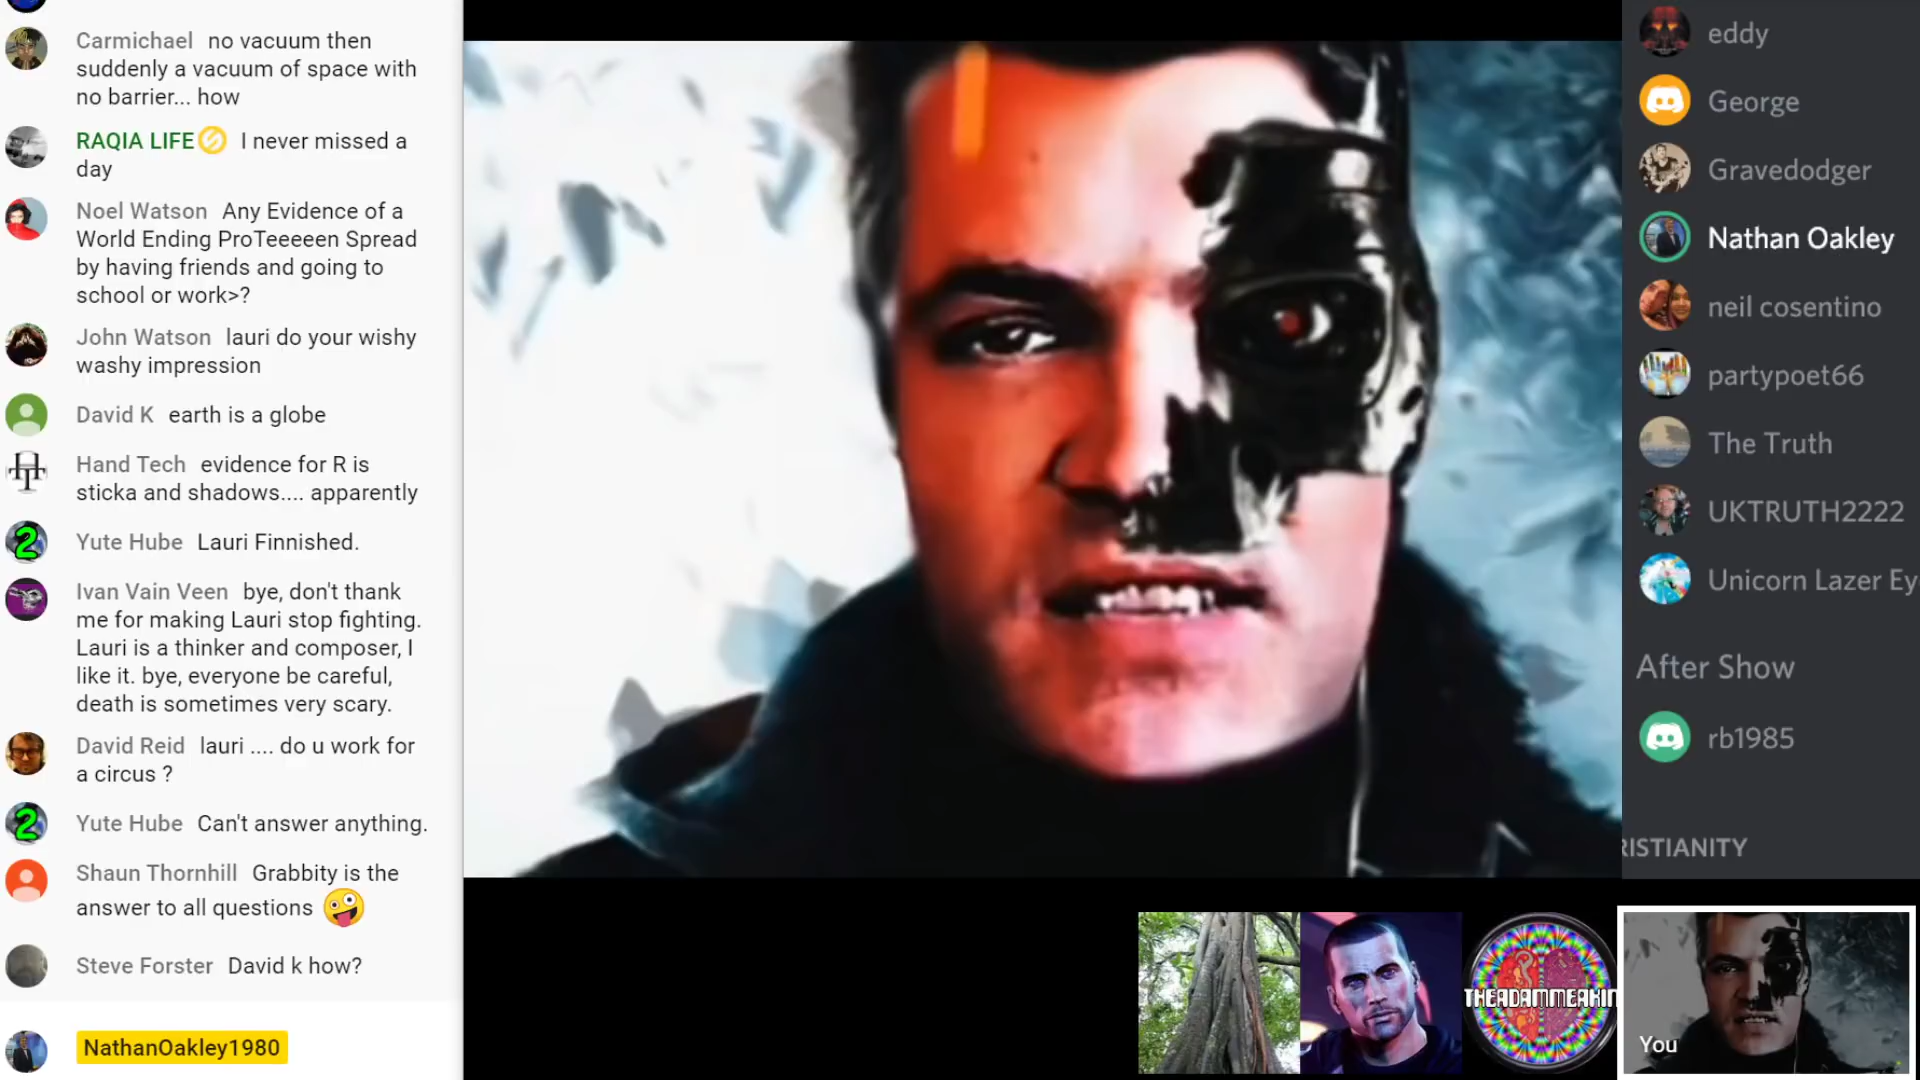 Carmichael no vacuum then
suddenly a vacuum of space with
no barrier... how
RAQIA LIFE I never missed a
day
Noel Watson Any Evidence of a
World Ending ProTeeeeen Spread
by having friends and going to
school or work>?
John Watson lauri do your wishy
washy impression
David K earth is a globe
Hand Tech evidence for R is
sticka and shadows.... apparently
Yute Hube Lauri Finnished.
Ivan Vain Veen bye, don't thank
me for making Lauri stop fighting.
Lauri is a thinker and composer, I
like it. bye, everyone be careful,
death is sometimes very scary.
David Reid lauri .... do u work for
a circus ?
Yute Hube Can't answer anything.
Shaun Thornhill Grabbity is the
answer to all questions 🤪
Steve Forster David k how?
NathanOakley1980
eddy
George
Gravedodger
Nathan Oakley
neil cosentino
partypoet66
The Truth
UKTRUTH2222
Unicorn Lazer Ey
After Show
rb1985
RISTIANITY
THEADAMMEAKIN
You